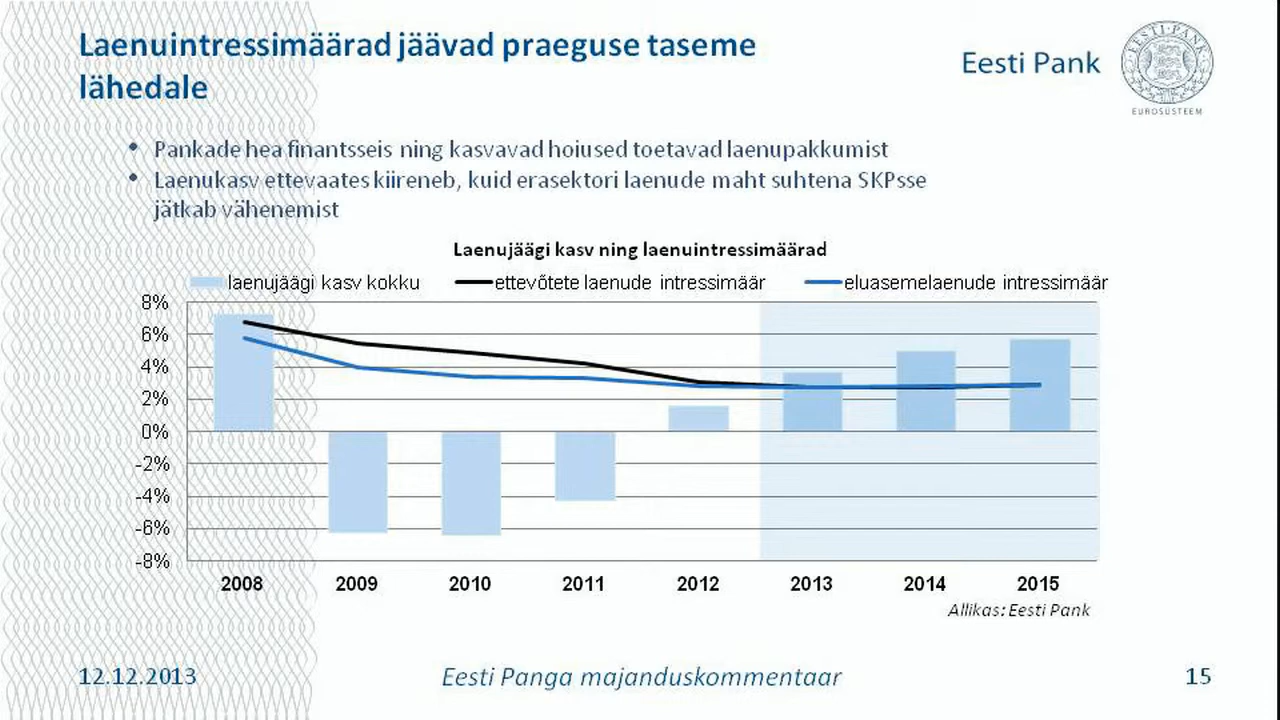 Laenuintressimäärad jäävad praeguse taseme
lähedale
Eesti Pank
EESTI PANK
EUROSÜSTEEM
• Pankade hea finantsseis ning kasvavad hoiused toetavad laenupakkumist
• Laenukasv ettevaates kiireneb, kuid erasektori laenude maht suhtena SKPsse
jätkab vähenemist
Laenujäägi kasv ning laenuintressimäärad
laenujäägi kasv kokku
ettevõtete laenude intressimäär
eluasemelaenude intressimäär
8%
6%
4%
2%
0%
-2%
-4%
-6%
-8%
2008 2009 2010 2011 2012 2013 2014 2015
Allikas: Eesti Pank
12.12.2013
Eesti Panga majanduskommentaar
15